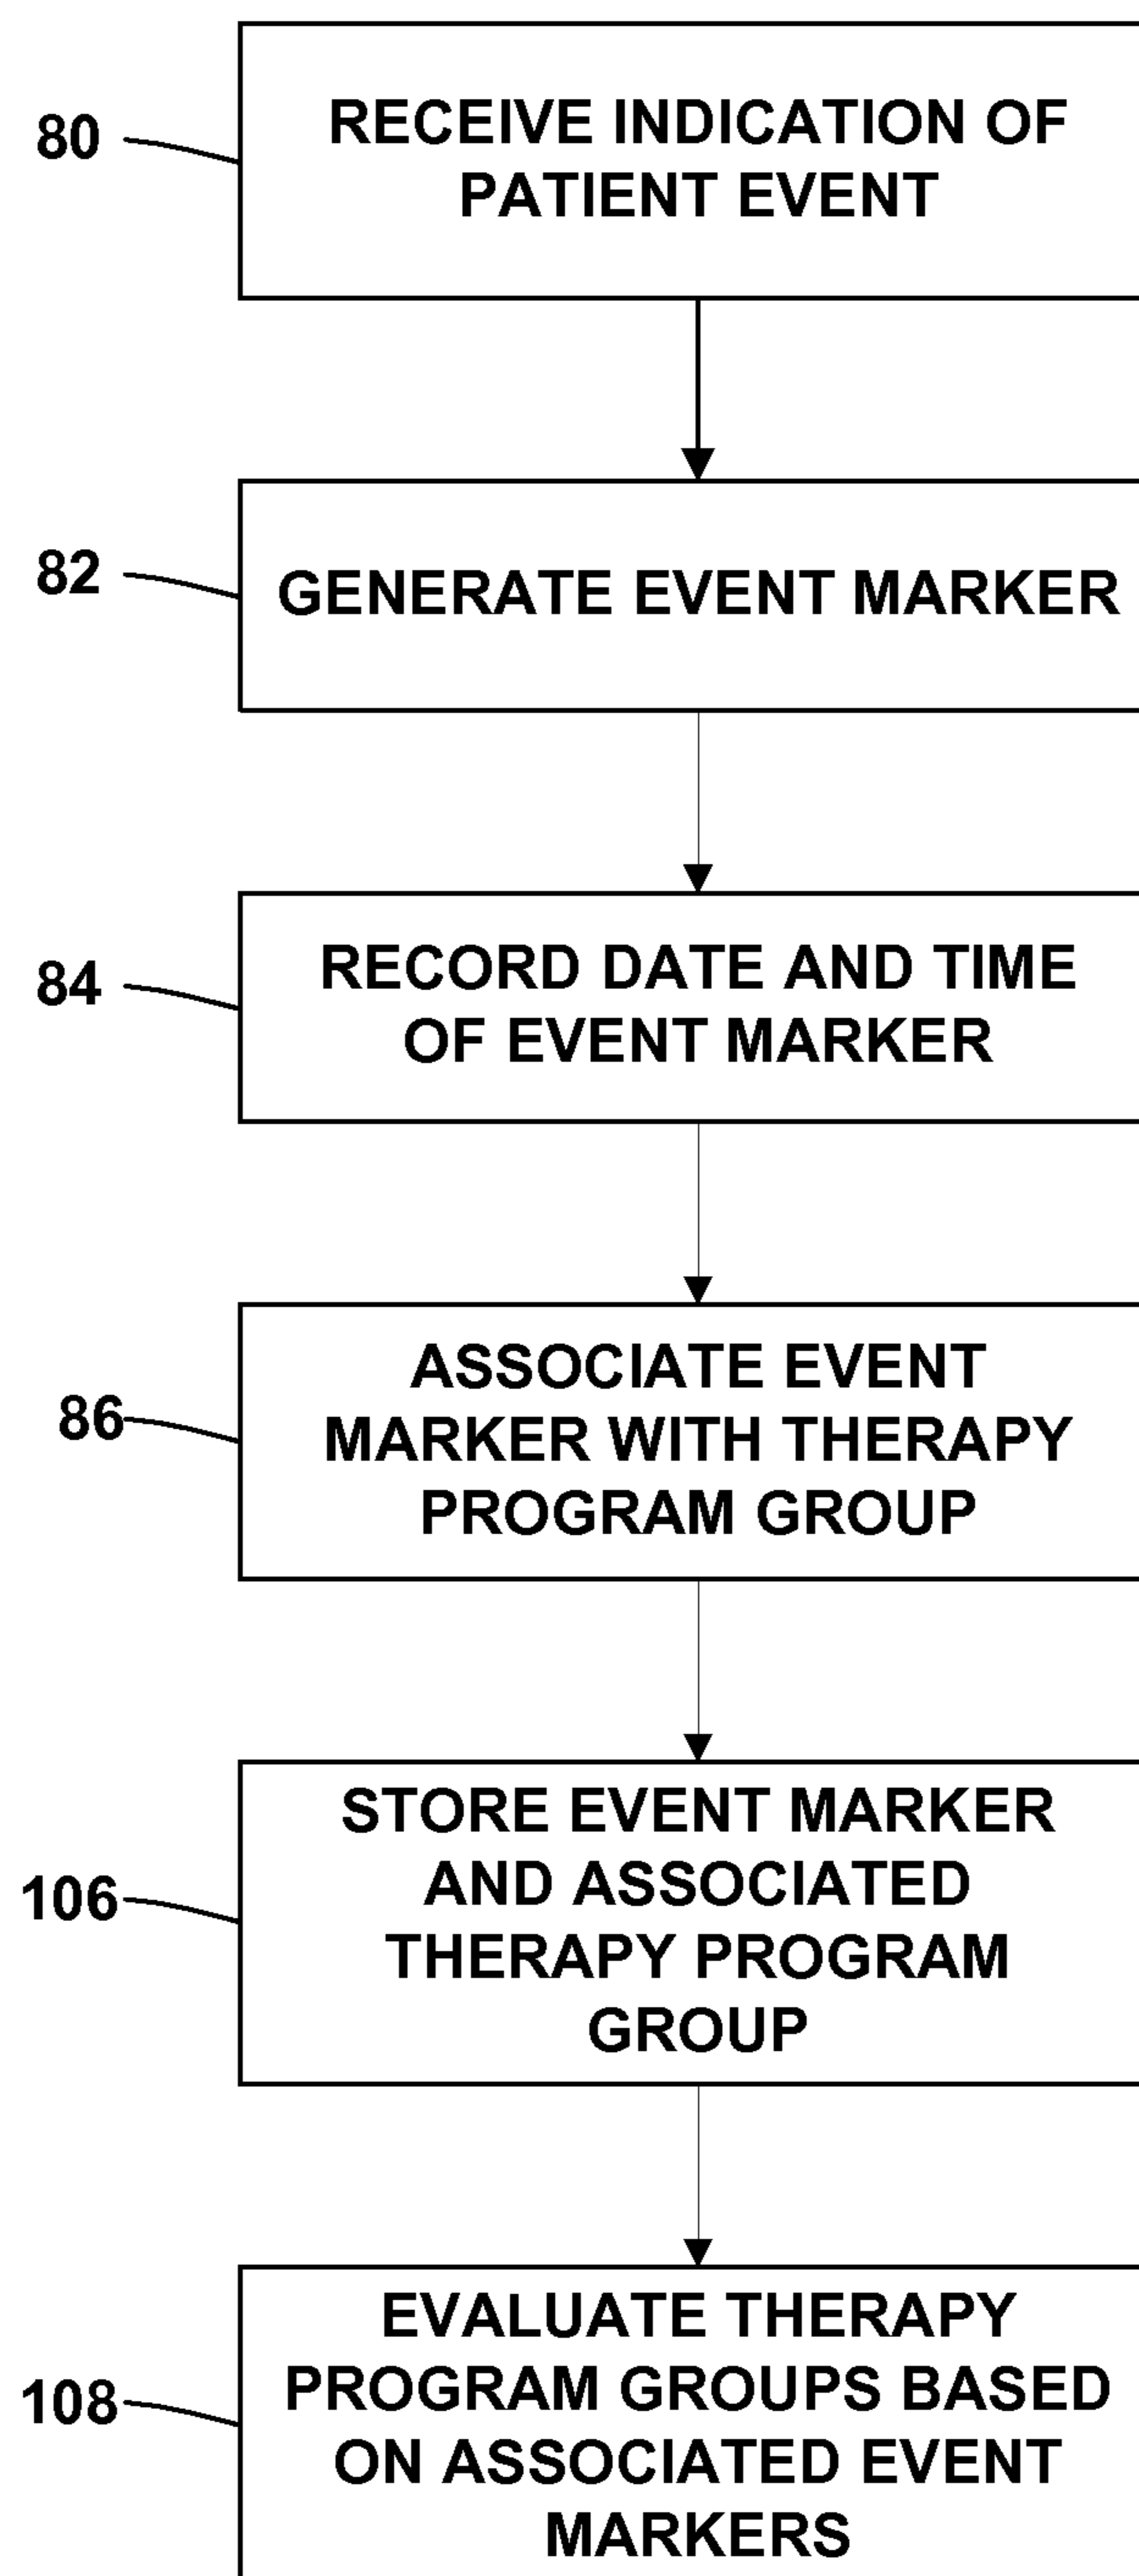 80
RECEIVE INDICATION OF
PATIENT EVENT
82
GENERATE EVENT MARKER
84
RECORD DATE AND TIME
OF EVENT MARKER
86
ASSOCIATE EVENT
MARKER WITH THERAPY
PROGRAM GROUP
106
STORE EVENT MARKER
AND ASSOCIATED
THERAPY PROGRAM
GROUP
108
EVALUATE THERAPY
PROGRAM GROUPS BASED
ON ASSOCIATED EVENT
MARKERS